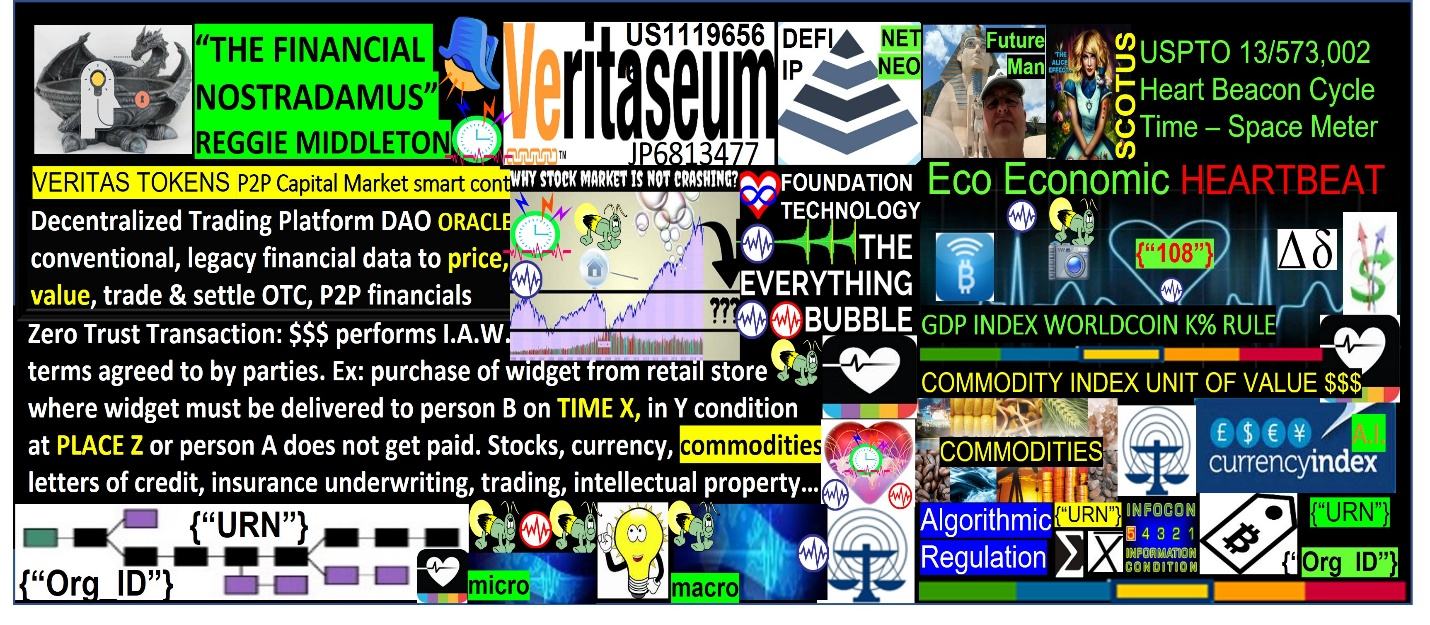 “THE FINANCIAL
NOSTRADAMUS”
REGGIE MIDDLETON
US1119656
Veritaseum
TM
JP6813477
DEFI
IP
NET
NEO
Future
Man
"THE
ALICE
EFFECT"
SCOTUS
USPTO 13/573,002
Heart Beacon Cycle
Time – Space Meter
VERITAS TOKENS P2P Capital Market smart cont
Decentralized Trading Platform DAO ORACLE
conventional, legacy financial data to price,
value, trade & settle OTC, P2P financials
Zero Trust Transaction: $$$ performs I.A.W.
terms agreed to by parties. Ex: purchase of widget from retail store
where widget must be delivered to person B on TIME X, in Y condition
at PLACE Z or person A does not get paid. Stocks, currency, commodities
letters of credit, insurance underwriting, trading, intellectual property...
WHY STOCK MARKET IS NOT CRASHING?
???
FOUNDATION
TECHNOLOGY
THE
EVERYTHING
BUBBLE
Eco Economic HEARTBEAT
{“108”}
Δδ
$
GDP INDEX WORLDCOIN K% RULE
COMMODITY INDEX UNIT OF VALUE $$$
COMMODITIES
£ $ € ¥
A.I.
currencyindex
{“URN”}
{“Org_ID”}
micro
macro
Algorithmic
Regulation
{“URN”}
Σ X
INFOCON
5 4 3 2 1
INFORMATION
CONDITION
{“URN”}
{‘ Org ID”}